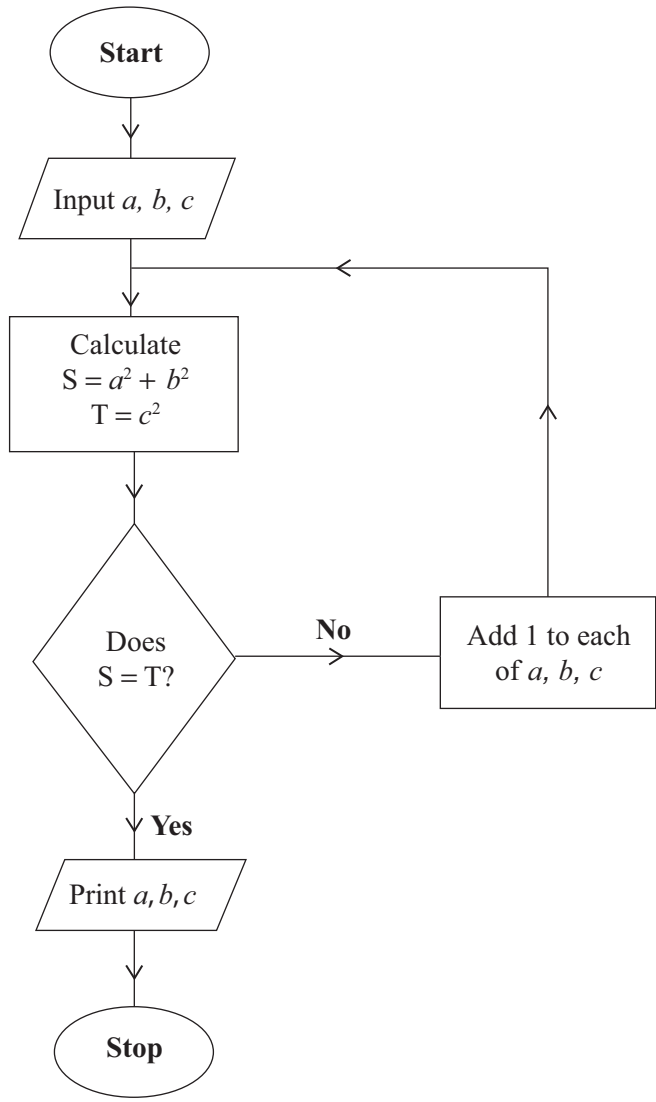 Start
Input a, b, c
Calculate
S = a² + b²
T = c²
Does
S = T?
No
Add 1 to each
of a, b, c
Yes
Print a, b, c
Stop